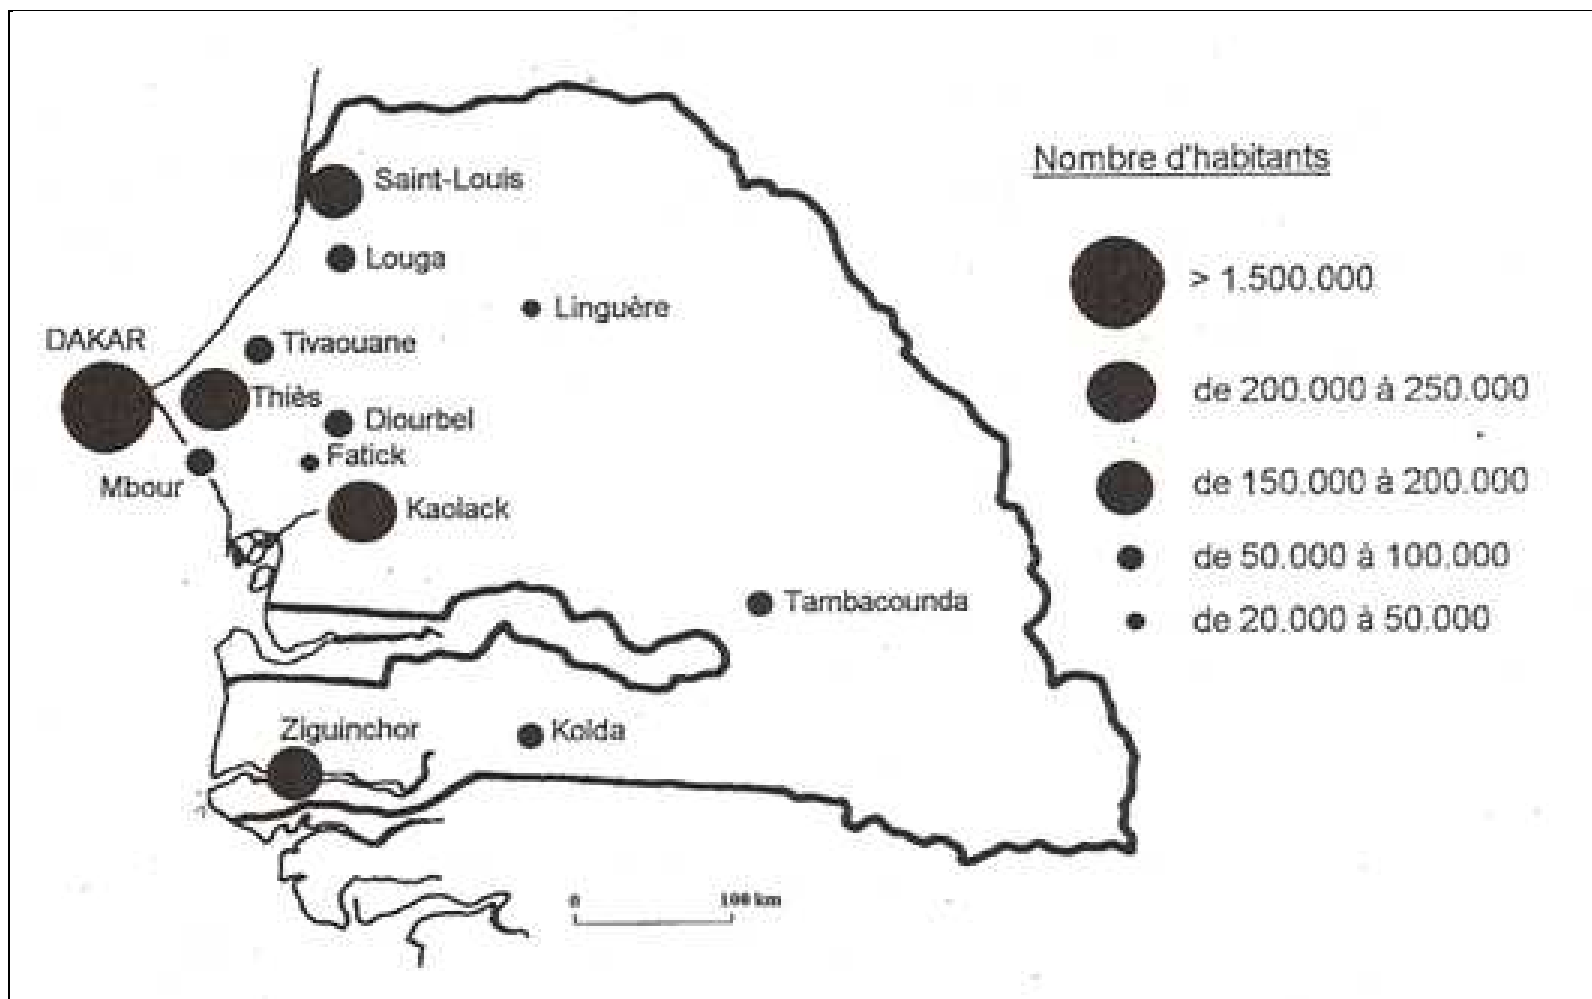 Nombre d'habitants
Saint-Louis
Louga
Linguère
DAKAR
Tivaouane
Thiès
Diourbel
Fatick
Mbour
Kaolack
Tambacounda
Ziguinchor
Kolda
> 1.500.000
de 200.000 à 250.000
de 150.000 à 200.000
de 50.000 à 100.000
de 20.000 à 50.000
0 100 km